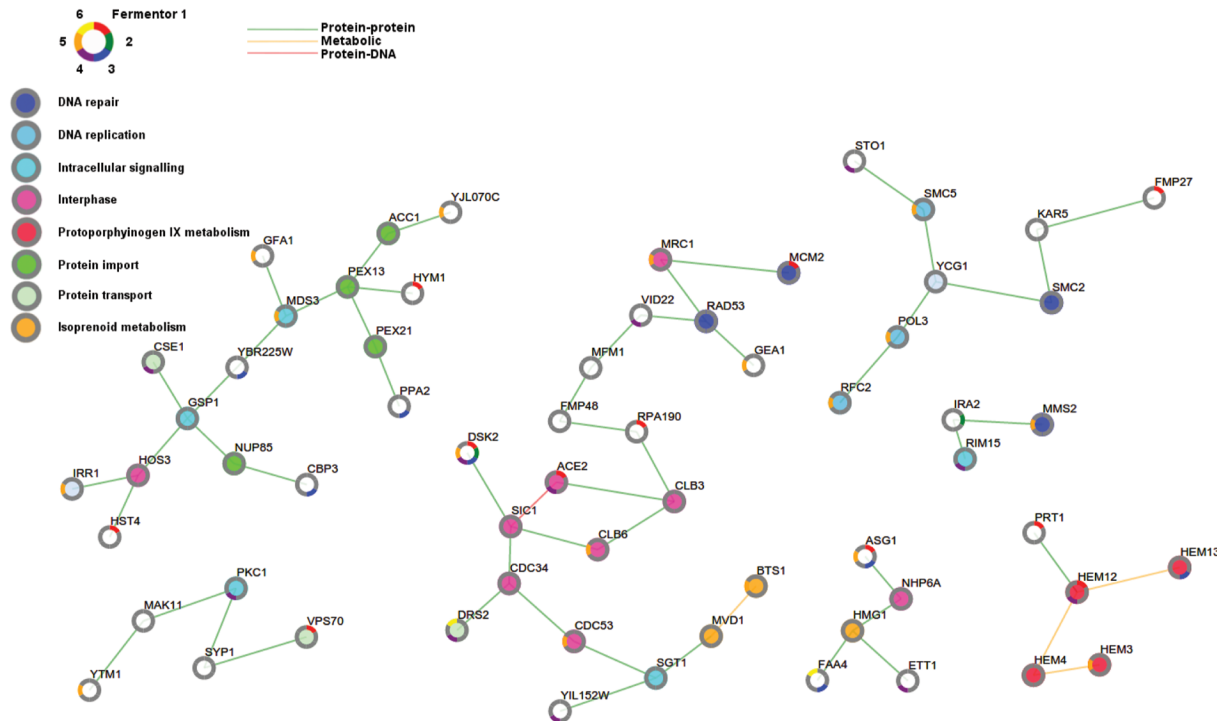 6 Fermentor 1
5 2
4 3
Protein-protein
Metabolic
Protein-DNA
DNA repair
DNA replication
Intracellular signalling
Interphase
Protoporphyinogen IX metabolism
Protein import
Protein transport
Isoprenoid metabolism
YJL070C
ACC1
GFA1
PEX13
HYM1
MDS3
PEX21
CSE1
YBR225W
PPA2
GSP1
NUP85
IRR1
HOS3
CBP3
HST4
PKC1
MAK11
VPS70
SYP1
YTM1
MRC1
MCM2
VID22
RAD53
MFM1
GEA1
FMP48
RPA190
DSK2
ACE2
CLB3
SIC1
CLB6
CDC34
BTS1
DRS2
CDC53
MVD1
SGT1
YIL152W
STO1
FMP27
SMC5
KAR5
YCG1
SMC2
POL3
RFC2
IRA2
MMS2
RIM15
ASG1
NHP6A
HMG1
FAA4
ETT1
PRT1
HEM13
HEM12
HEM4
HEM3